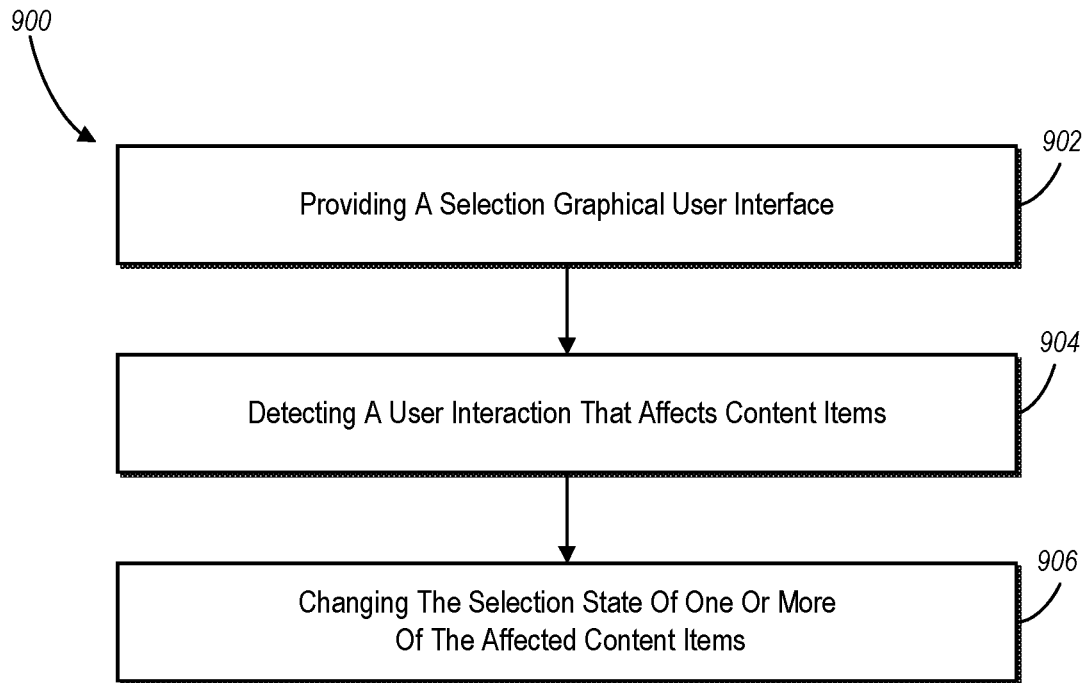 900
902
Providing A Selection Graphical User Interface
904
Detecting A User Interaction That Affects Content Items
906
Changing The Selection State Of One Or More
Of The Affected Content Items